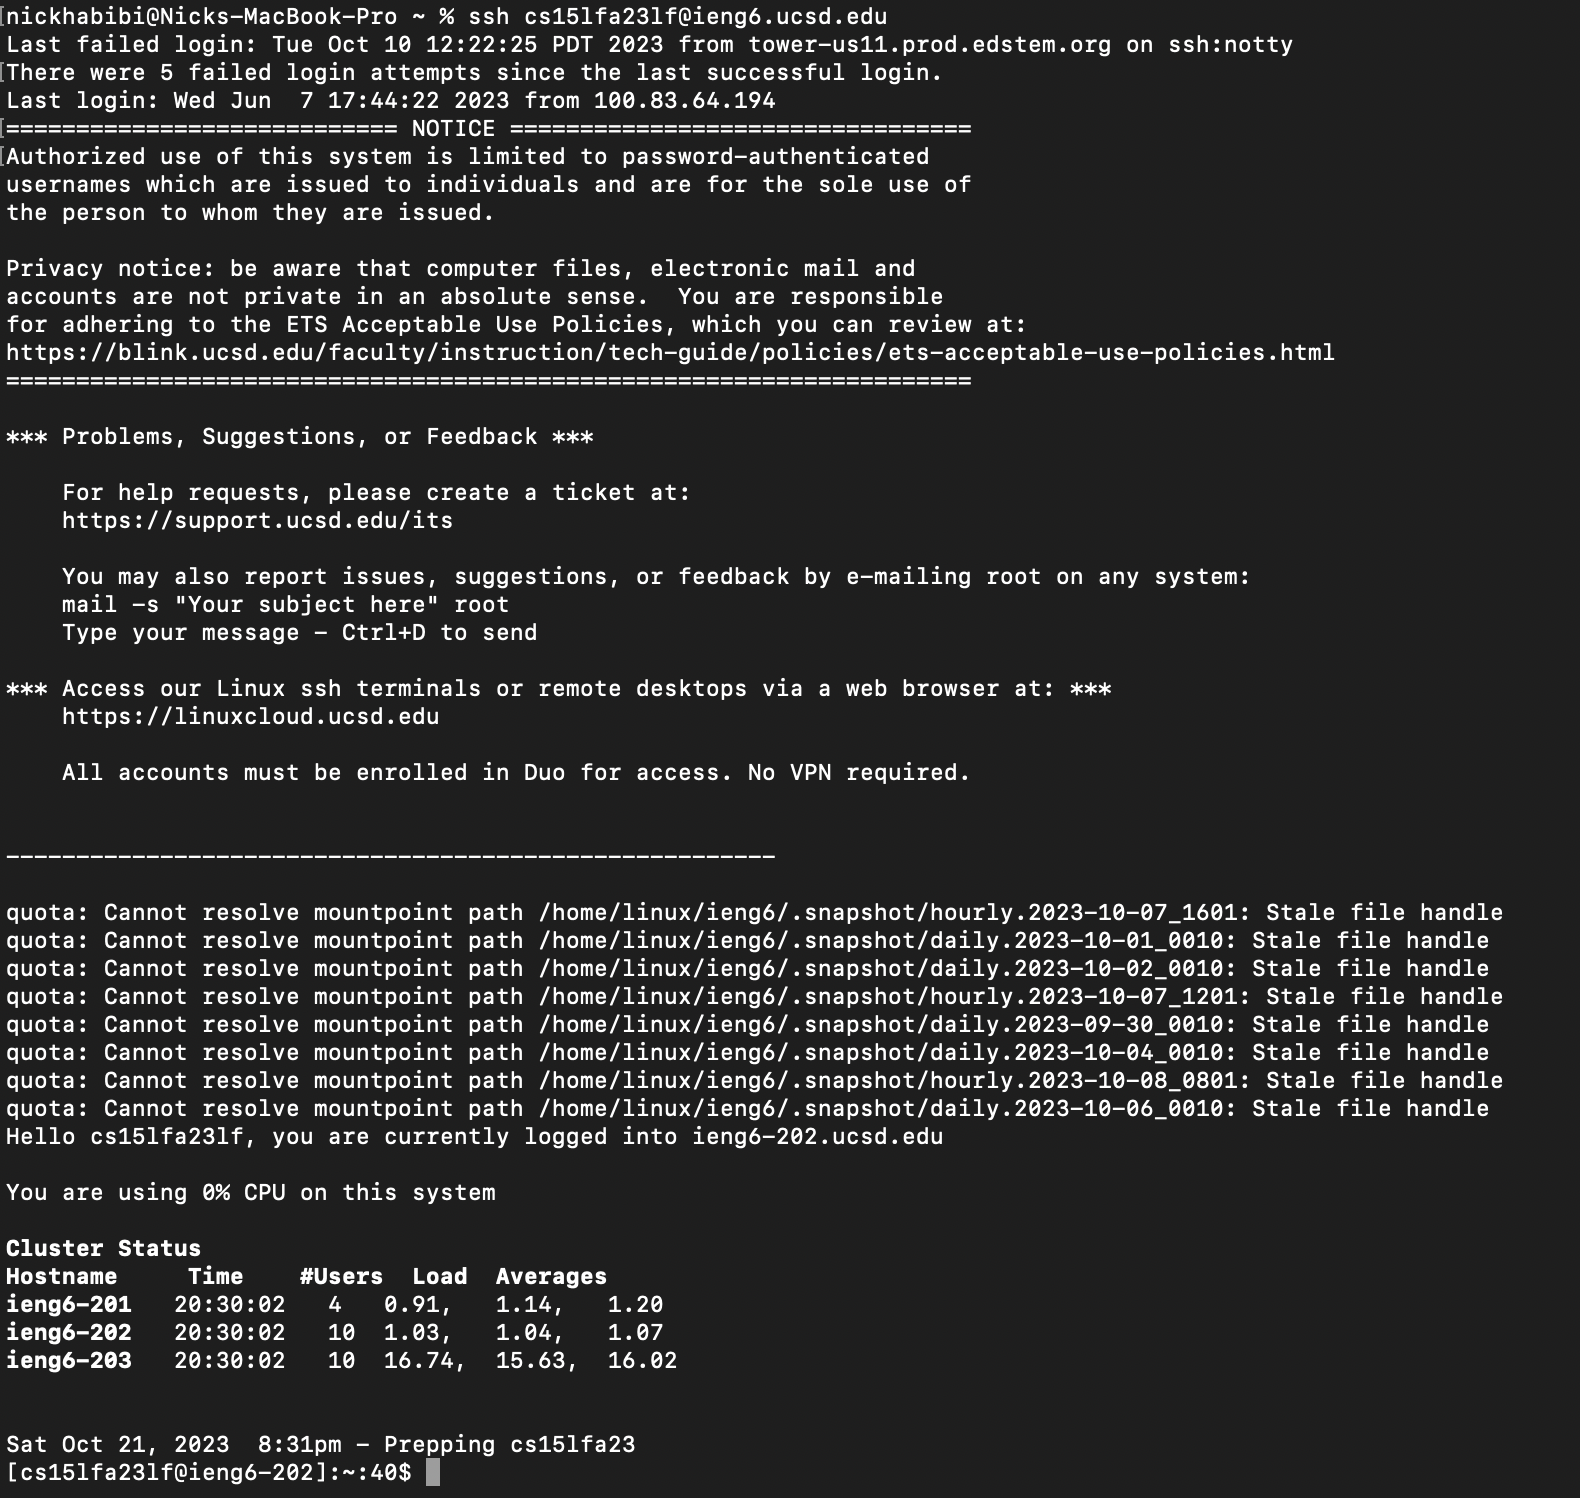 [nickhabibi@Nicks-MacBook-Pro ~ % ssh cs15lfa23lf@ieng6.ucsd.edu
Last failed login: Tue Oct 10 12:22:25 PDT 2023 from tower-us11.prod.edstem.org on ssh:notty
[There were 5 failed login attempts since the last successful login.
Last login: Wed Jun  7 17:44:22 2023 from 100.83.64.194
[============================ NOTICE =================================
[Authorized use of this system is limited to password-authenticated
usernames which are issued to individuals and are for the sole use of
the person to whom they are issued.

Privacy notice: be aware that computer files, electronic mail and
accounts are not private in an absolute sense.  You are responsible
for adhering to the ETS Acceptable Use Policies, which you can review at:
https://blink.ucsd.edu/faculty/instruction/tech-guide/policies/ets-acceptable-use-policies.html
=====================================================================

*** Problems, Suggestions, or Feedback ***

    For help requests, please create a ticket at:
    https://support.ucsd.edu/its

    You may also report issues, suggestions, or feedback by e-mailing root on any system:
    mail -s "Your subject here" root
    Type your message - Ctrl+D to send

*** Access our Linux ssh terminals or remote desktops via a web browser at: ***
    https://linuxcloud.ucsd.edu

    All accounts must be enrolled in Duo for access. No VPN required.


-------------------------------------------------------

quota: Cannot resolve mountpoint path /home/linux/ieng6/.snapshot/hourly.2023-10-07_1601: Stale file handle
quota: Cannot resolve mountpoint path /home/linux/ieng6/.snapshot/daily.2023-10-01_0010: Stale file handle
quota: Cannot resolve mountpoint path /home/linux/ieng6/.snapshot/daily.2023-10-02_0010: Stale file handle
quota: Cannot resolve mountpoint path /home/linux/ieng6/.snapshot/hourly.2023-10-07_1201: Stale file handle
quota: Cannot resolve mountpoint path /home/linux/ieng6/.snapshot/daily.2023-09-30_0010: Stale file handle
quota: Cannot resolve mountpoint path /home/linux/ieng6/.snapshot/daily.2023-10-04_0010: Stale file handle
quota: Cannot resolve mountpoint path /home/linux/ieng6/.snapshot/hourly.2023-10-08_0801: Stale file handle
quota: Cannot resolve mountpoint path /home/linux/ieng6/.snapshot/daily.2023-10-06_0010: Stale file handle
Hello cs15lfa23lf, you are currently logged into ieng6-202.ucsd.edu

You are using 0% CPU on this system

Cluster Status
Hostname     Time    #Users  Load  Averages
ieng6-201   20:30:02   4   0.91,   1.14,   1.20
ieng6-202   20:30:02   10  1.03,   1.04,   1.07
ieng6-203   20:30:02   10  16.74,  15.63,  16.02


Sat Oct 21, 2023  8:31pm - Prepping cs15lfa23
[cs15lfa23lf@ieng6-202]:~:40$